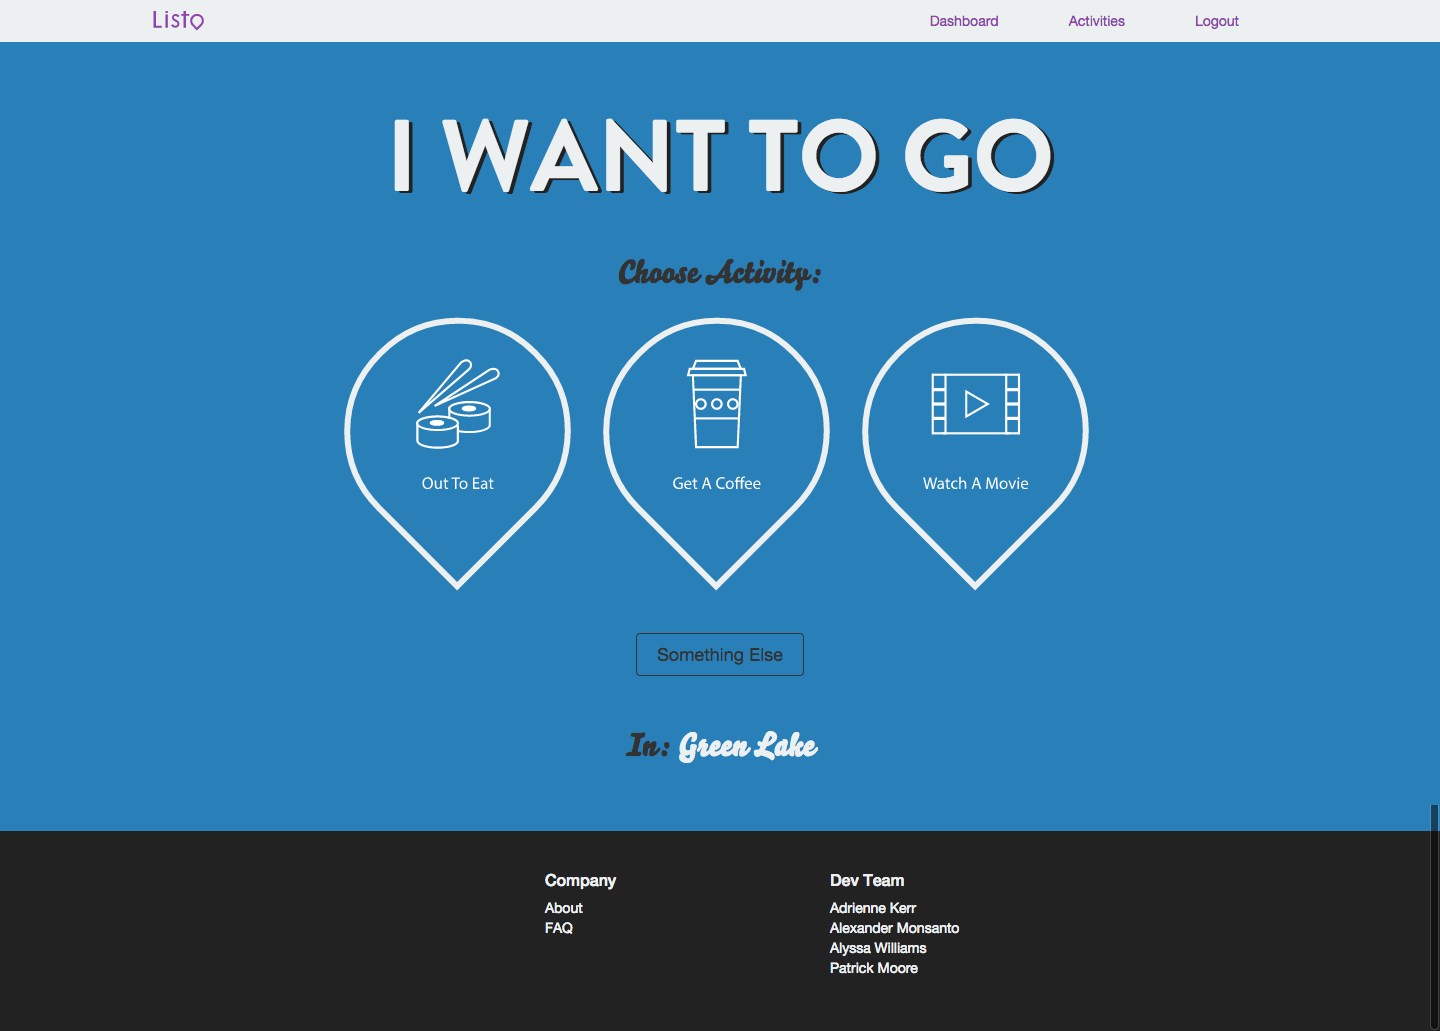 Listo
Dashboard Activities Logout
I WANT TO GO
Choose Activity:
Out To Eat Get A Coffee Watch A Movie
Something Else
In: Green Lake
Company Dev Team
About Adrienne Kerr
FAQ Alexander Monsanto
Alyssa Williams
Patrick Moore